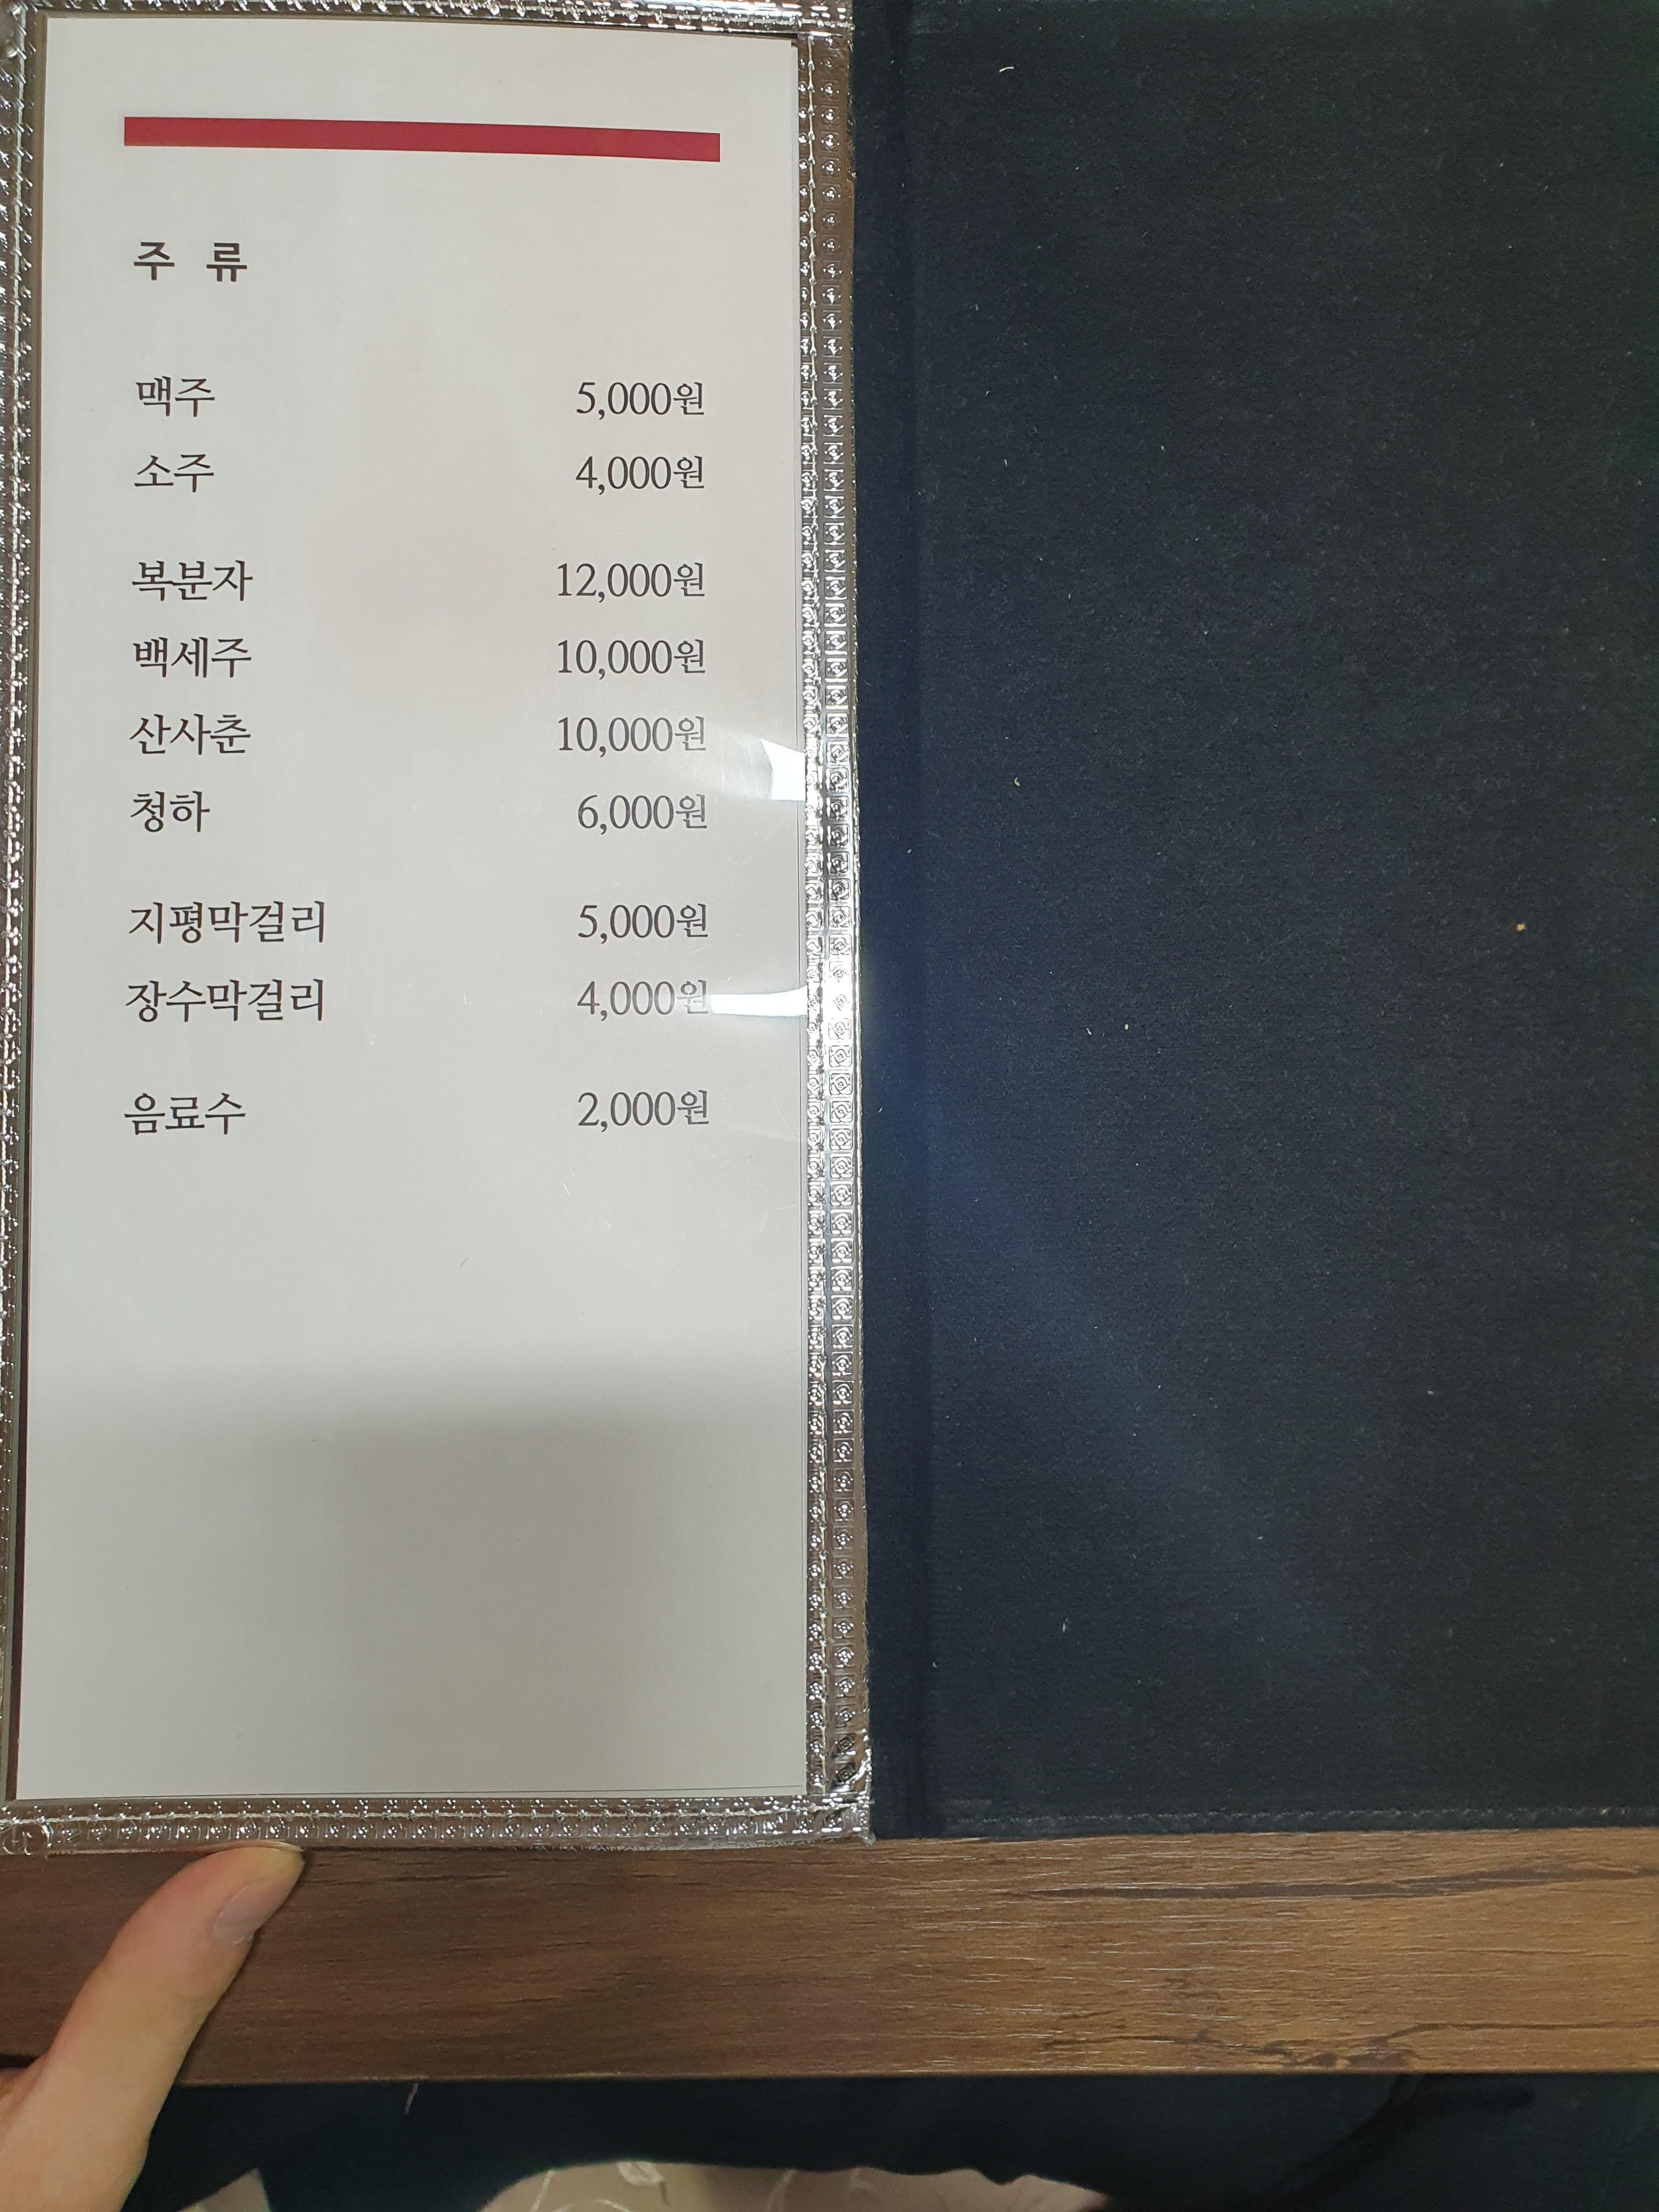 주 류
맥주 5,000원
소주 4,000원
복분자 12,000원
백세주 10,000원
산사춘 10,000원
청하 6,000원
지평막걸리 5,000원
장수막걸리 4,000원
음료수 2,000원